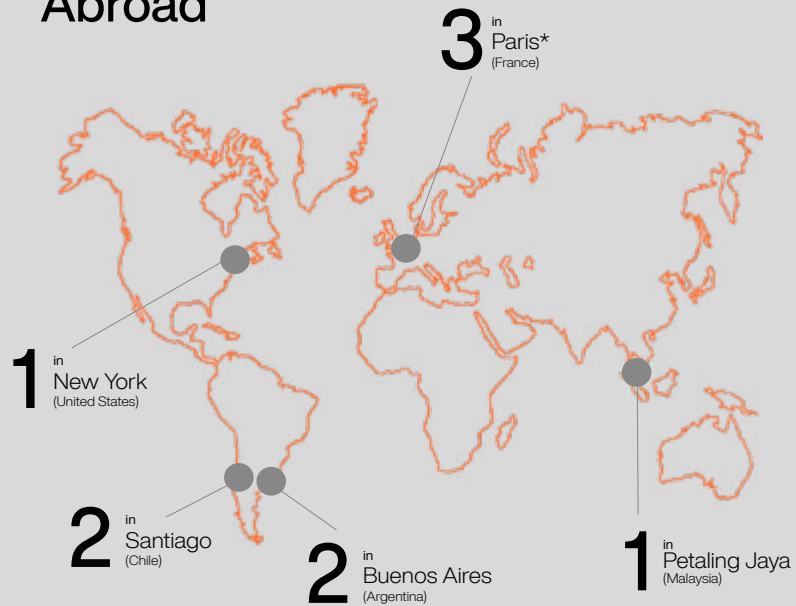 Abroad
3 in
Paris*
(France)
1 in
New York
(United States)
2 in
Santiago
(Chile)
2 in
Buenos Aires
(Argentina)
1 in
Petaling Jaya
(Malaysia)